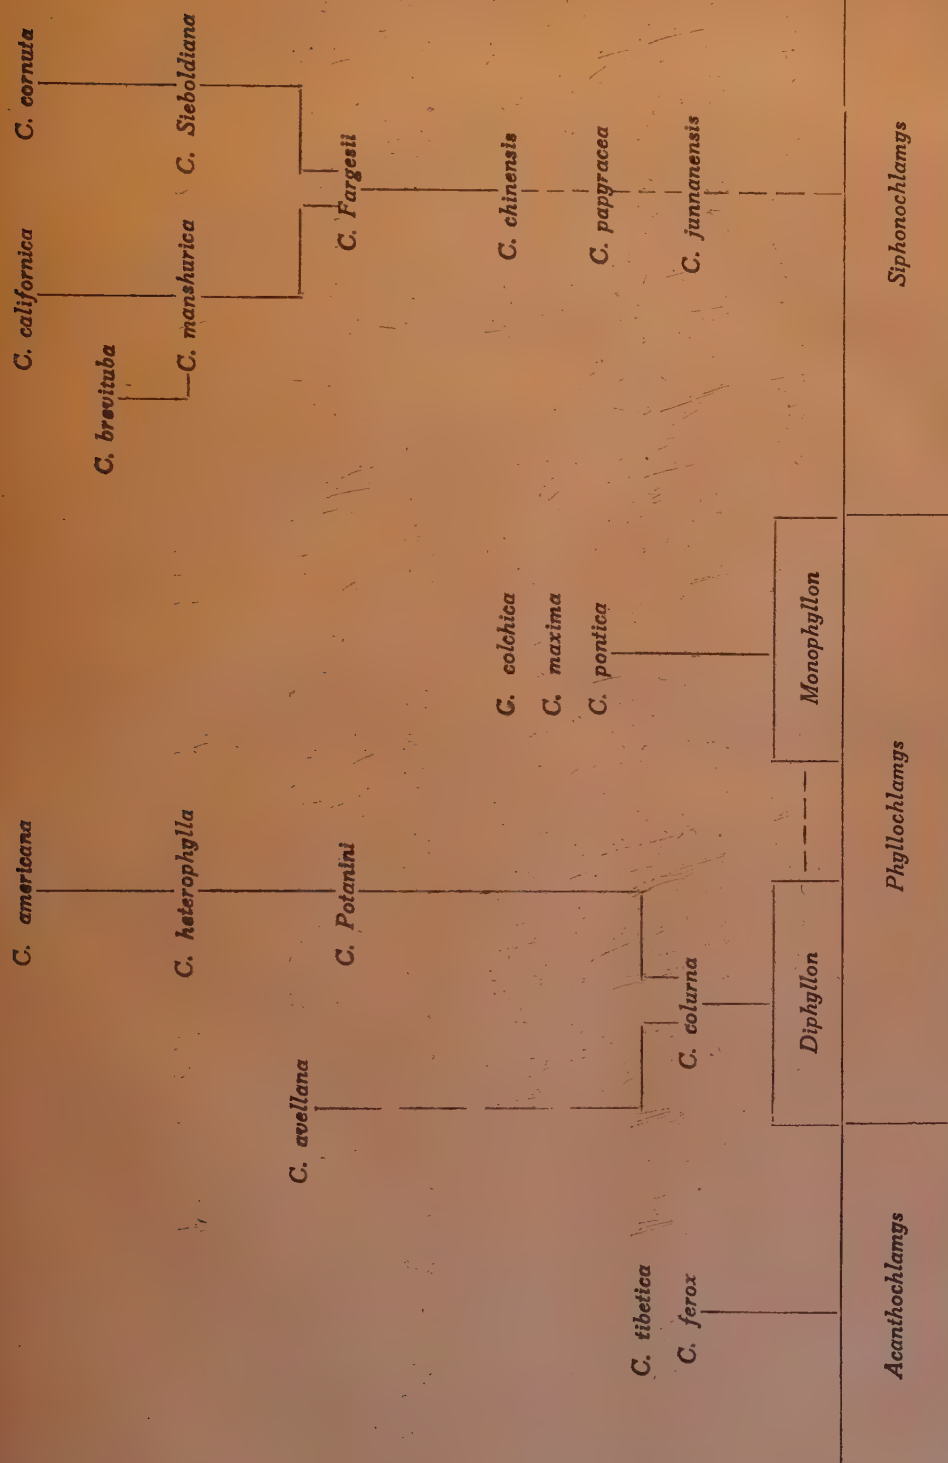 C. americana
C. californica
C. cornuta
C. brevituba
C. heterophylla
C. manshurica
C. Sieboldiana
C. avellana
C. Potanini
C. Fargesii
C. colchica
C. chinensis
C. maxima
C. pontica
C. papyracea
C. tibetica
C. ferox
C. colurna
C. junnanensis
Diphyllon
Monophyllon
Acanthochlamys
Phyllochlamys
Siphonochlamys